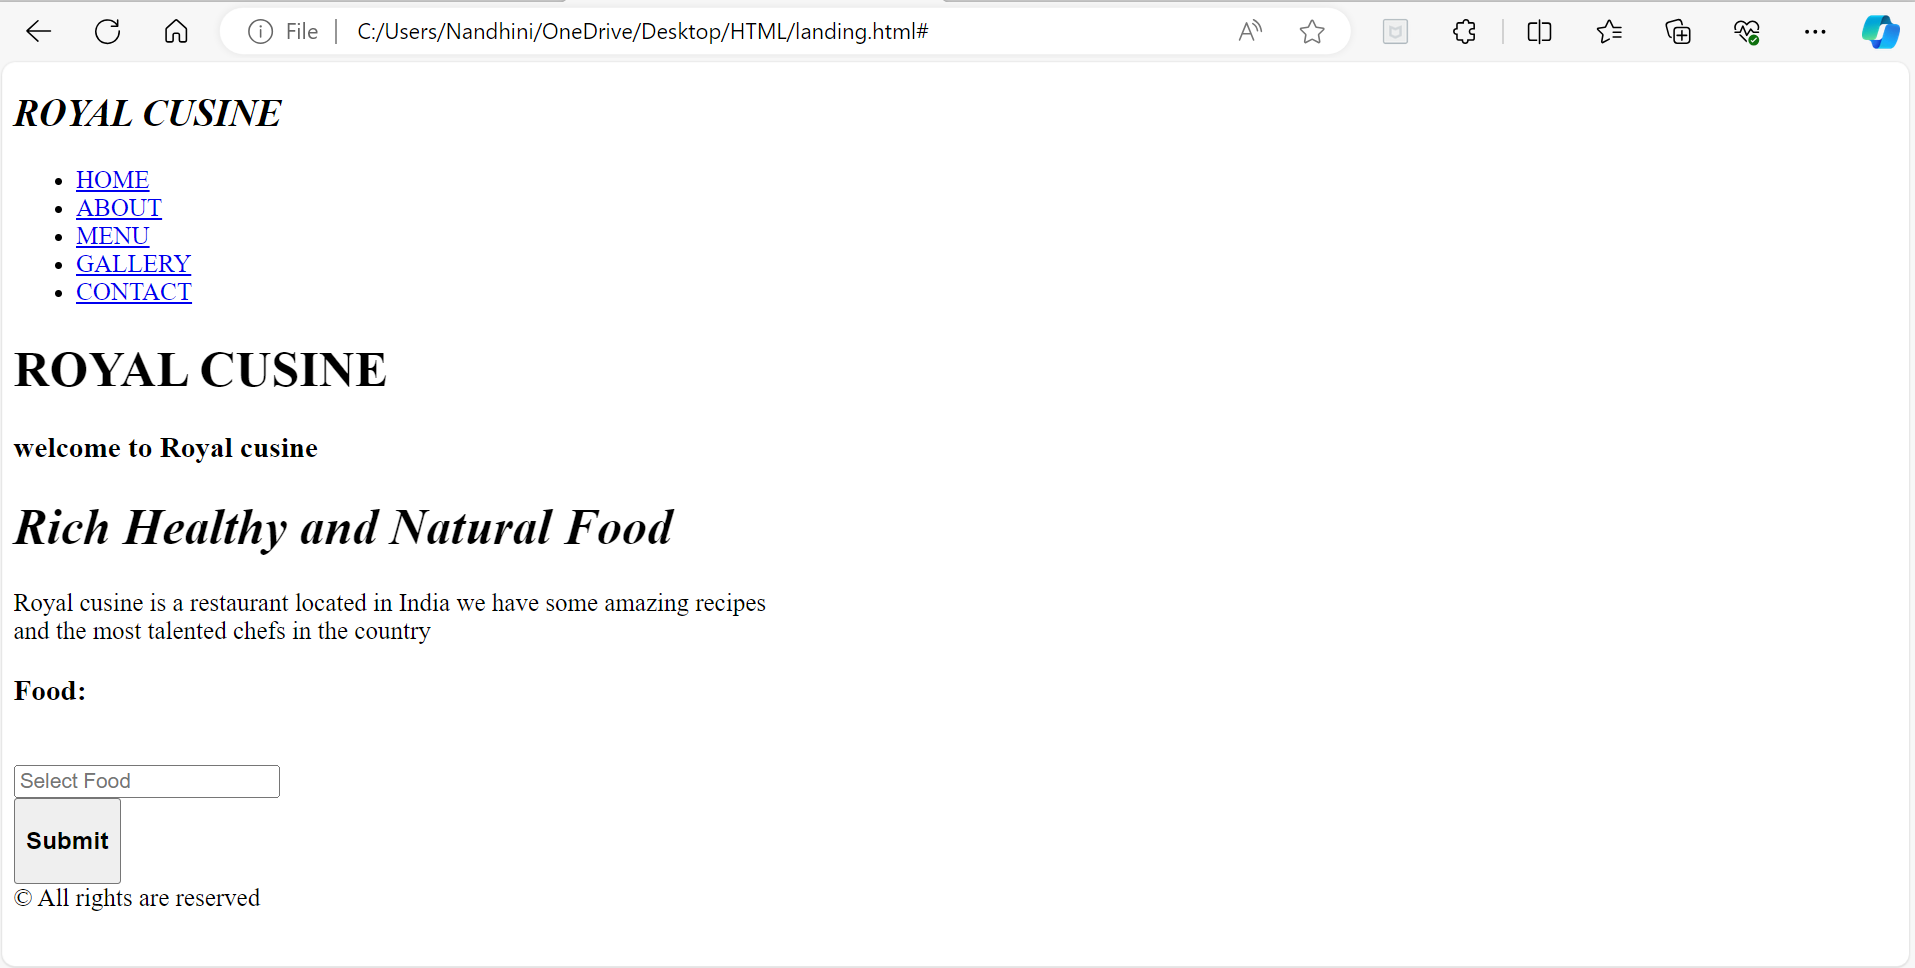 File C:/Users/Nandhini/OneDrive/Desktop/HTML/landing.html#
ROYAL CUSINE
HOME
ABOUT
MENU
GALLERY
CONTACT
ROYAL CUSINE
welcome to Royal cusine
Rich Healthy and Natural Food
Royal cusine is a restaurant located in India we have some amazing recipes
and the most talented chefs in the country
Food:
Select Food
Submit
© All rights are reserved